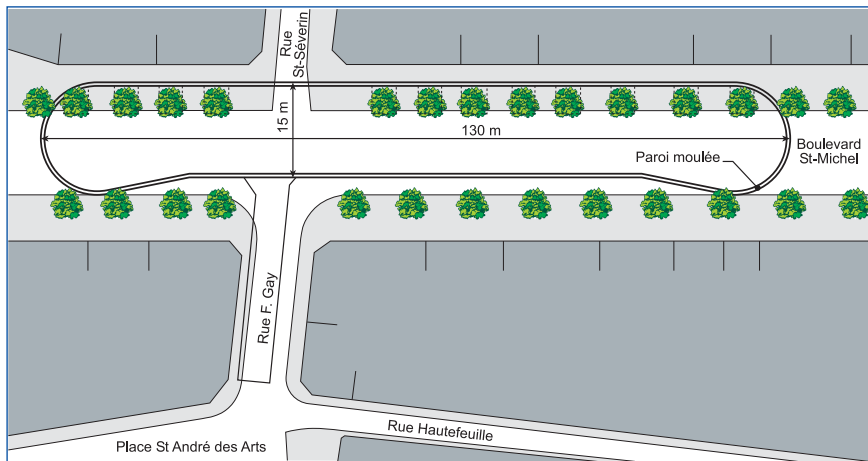 Rue
St-Séverin
15 m
130 m
Boulevard
St-Michel
Paroi moulée
Rue F. Gay
Rue Hautefeuille
Place St André des Arts